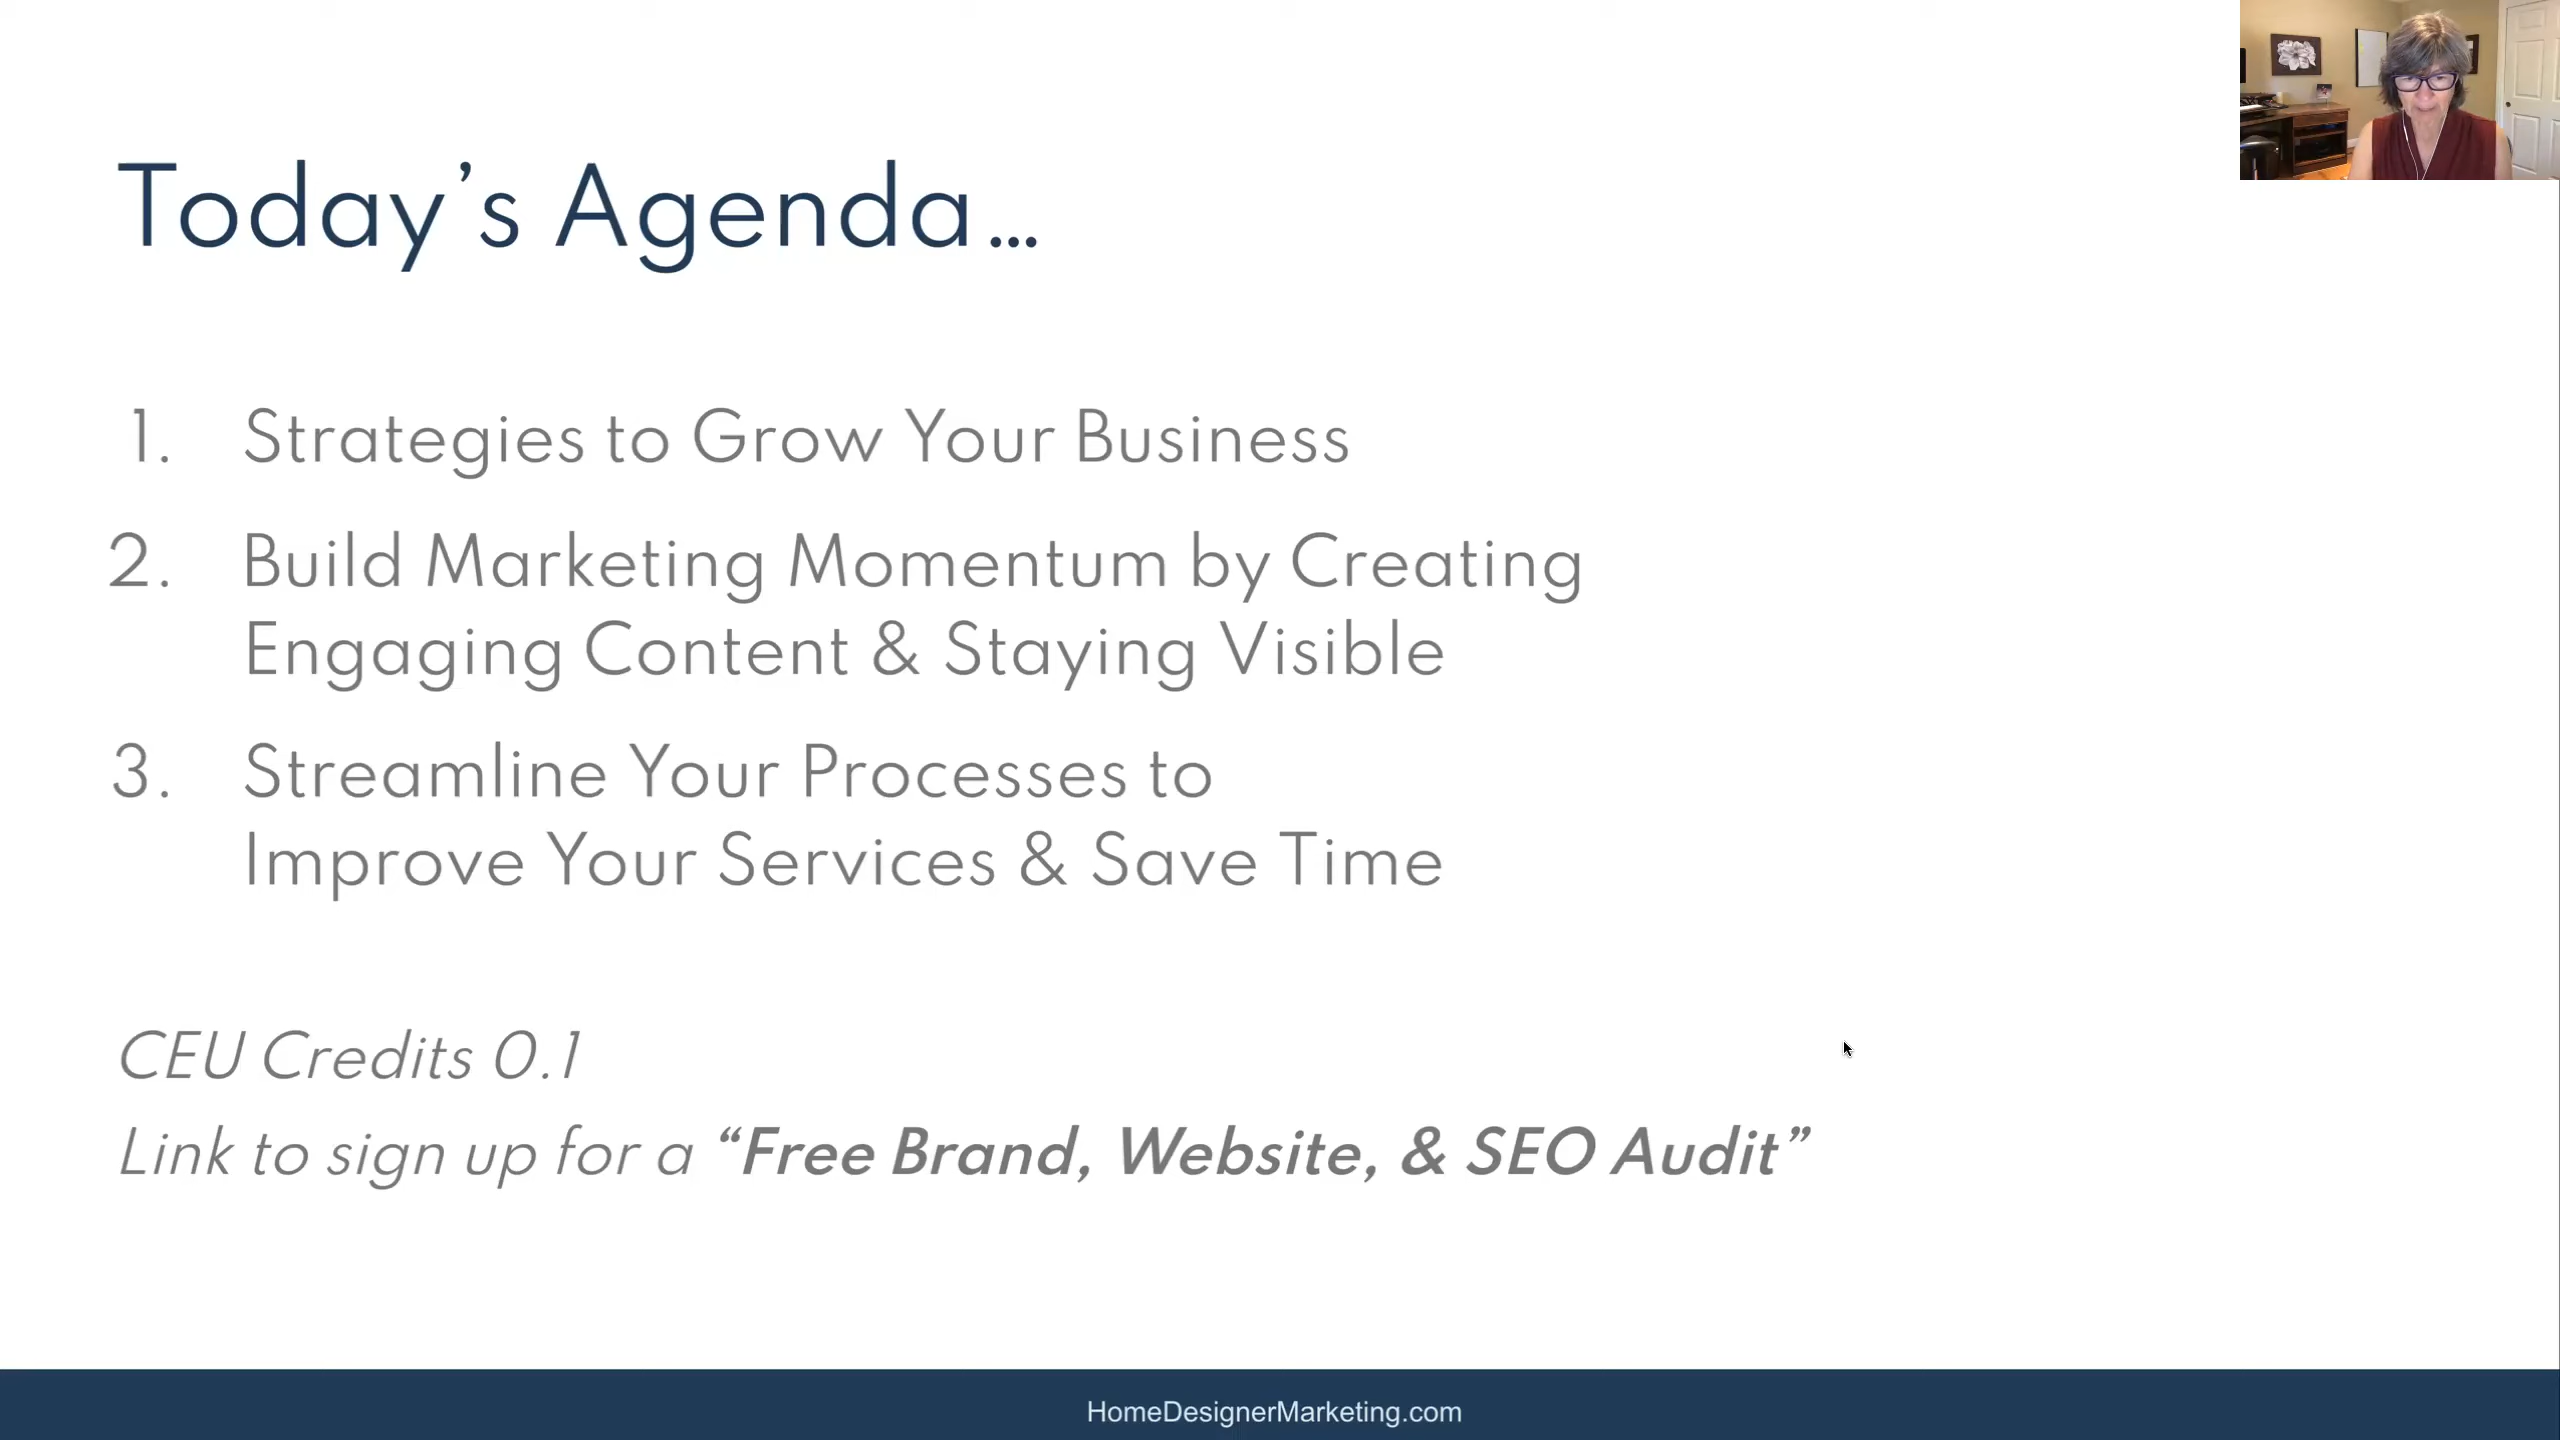 Today’s Agenda...
1. Strategies to Grow Your Business
2. Build Marketing Momentum by Creating
Engaging Content & Staying Visible
3. Streamline Your Processes to
Improve Your Services & Save Time
CEU Credits 0.1
Link to sign up for a “Free Brand, Website, & SEO Audit”
HomeDesignerMarketing.com